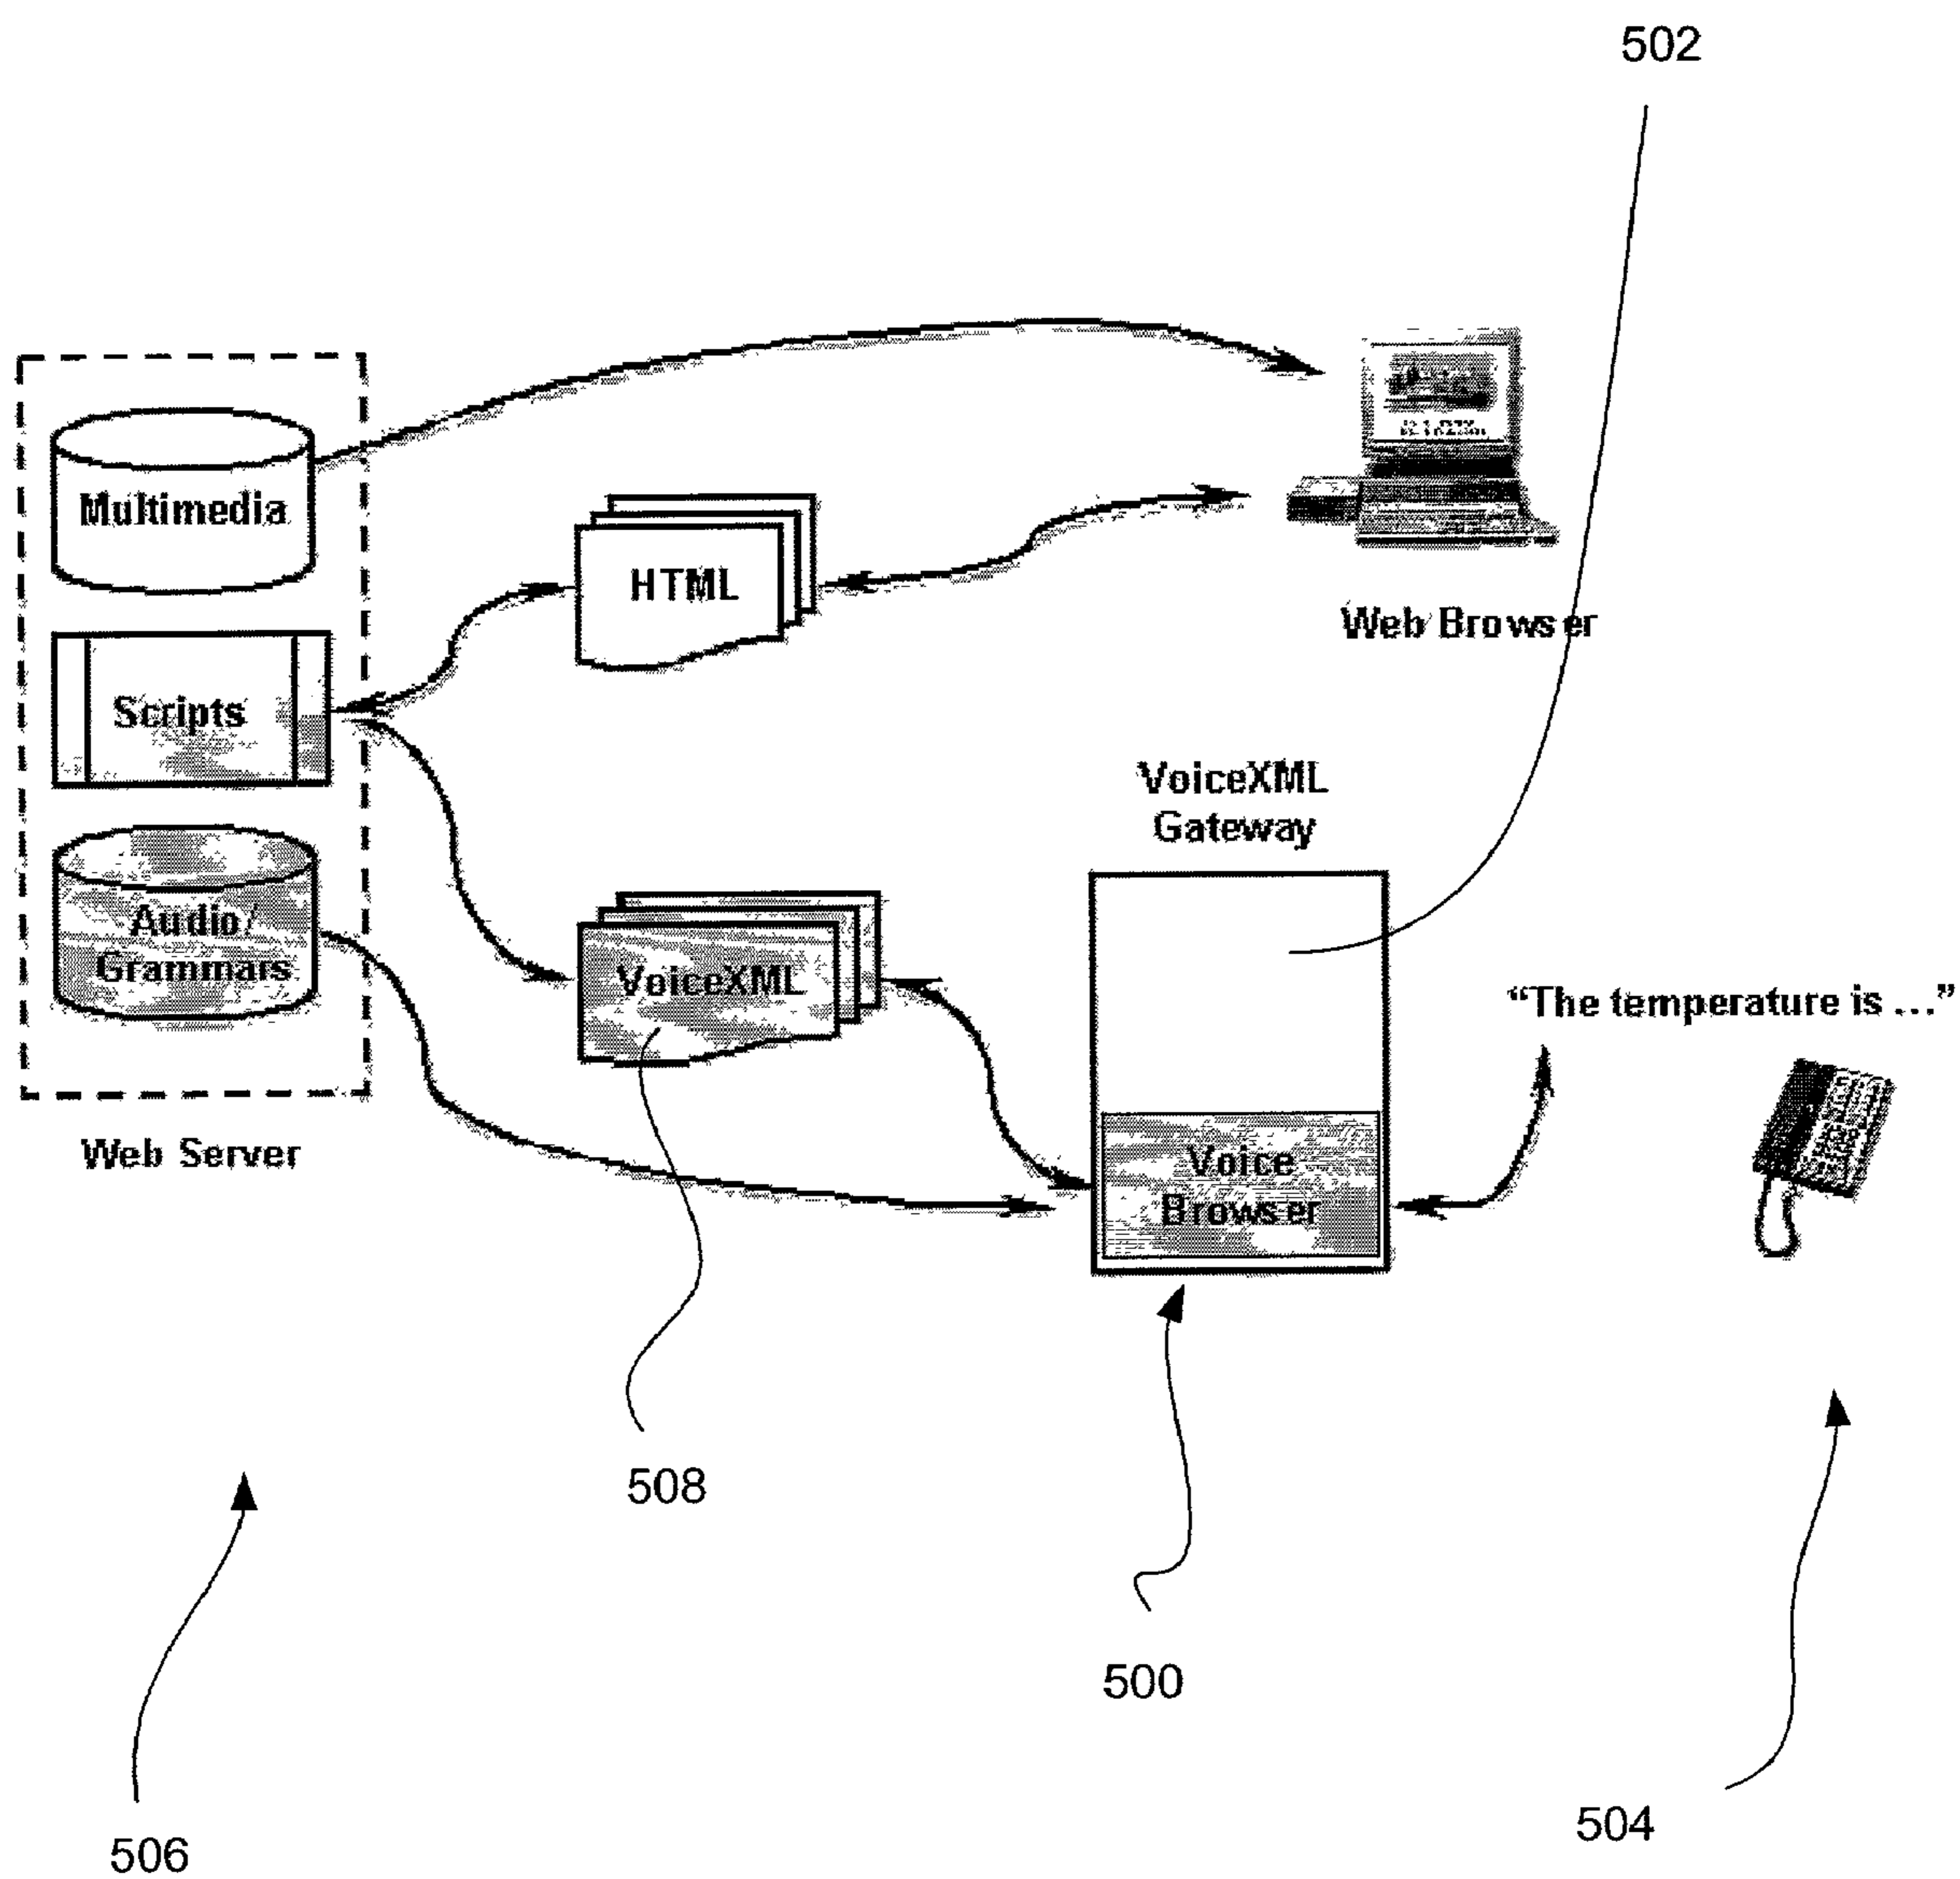 502
Multimedia
HTML
Web Browser
Scripts
VoiceXML
Gateway
Audio/
Grammars
VoiceXML
"The temperature is ..."
Web Server
Voice
Browser
508
500
506
504